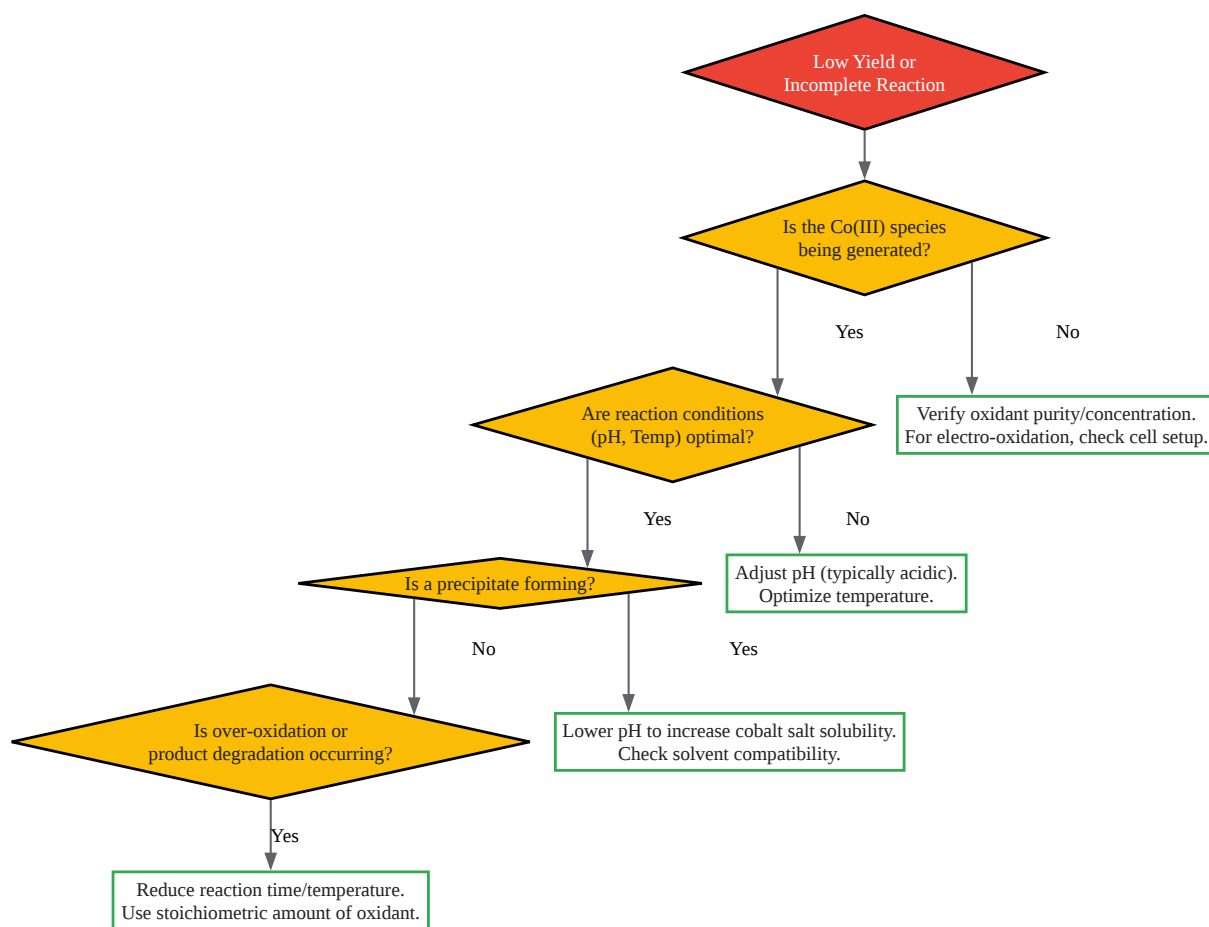 Low Yield or
Incomplete Reaction
Is the Co(III) species
being generated?
Yes
No
Are reaction conditions
(pH, Temp) optimal?
Verify oxidant purity/concentration.
For electro-oxidation, check cell setup.
Yes
No
Is a precipitate forming?
Adjust pH (typically acidic).
Optimize temperature.
No
Yes
Is over-oxidation or
product degradation occurring?
Lower pH to increase cobalt salt solubility.
Check solvent compatibility.
Yes
Reduce reaction time/temperature.
Use stoichiometric amount of oxidant.